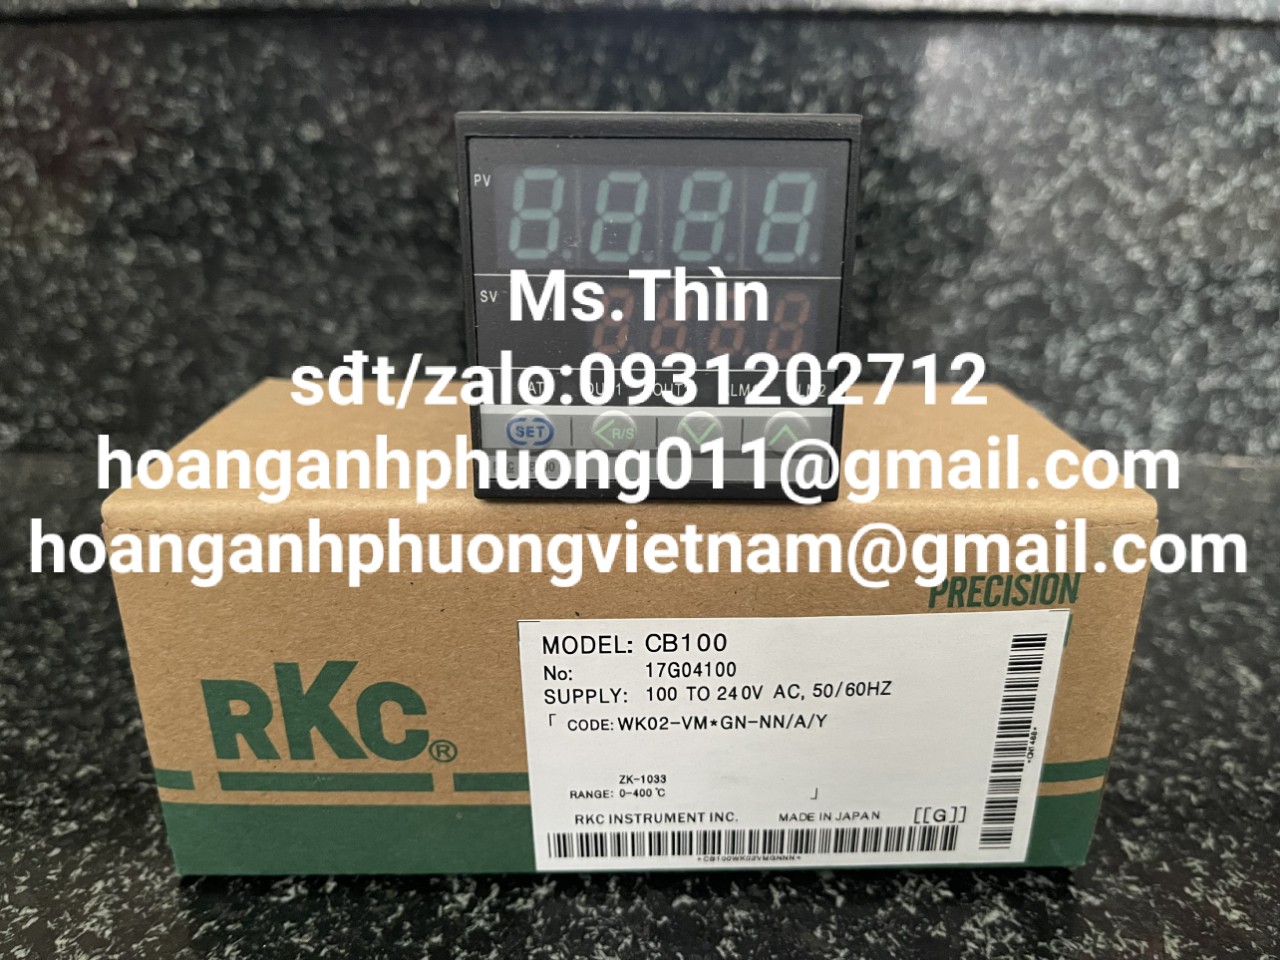 PV
SV
Ms.Thìn
sđt/zalo:0931202712
SET
R/S
hoanganhphuong011@gmail.com
hoanganhphuongvietnam@gmail.com
PRECISION
RKC®
MODEL: CB100
No: 17G04100
SUPPLY: 100 TO 240V AC, 50/60HZ
「 CODE: WK02-VM*GN-NN/A/Y
ZK-1033
RANGE: 0-400℃ 」
RKC INSTRUMENT INC. MADE IN JAPAN [[G]]
*CB100WK02VMGNNN*